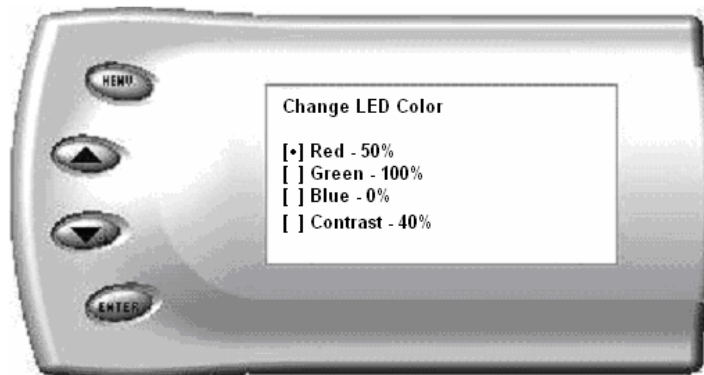 MENU
Change LED Color
[•] Red - 50%
[ ] Green - 100%
[ ] Blue - 0%
[ ] Contrast - 40%
ENTER